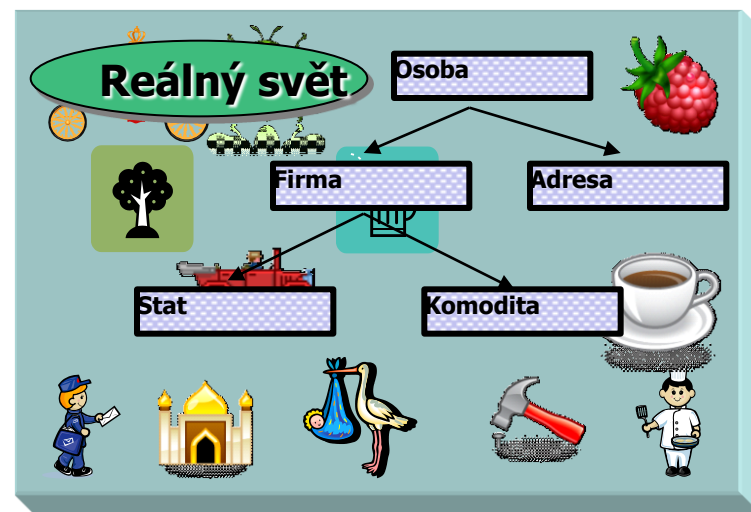 Reálný svět
Osoba
Firma
Adresa
Stat
Komodita